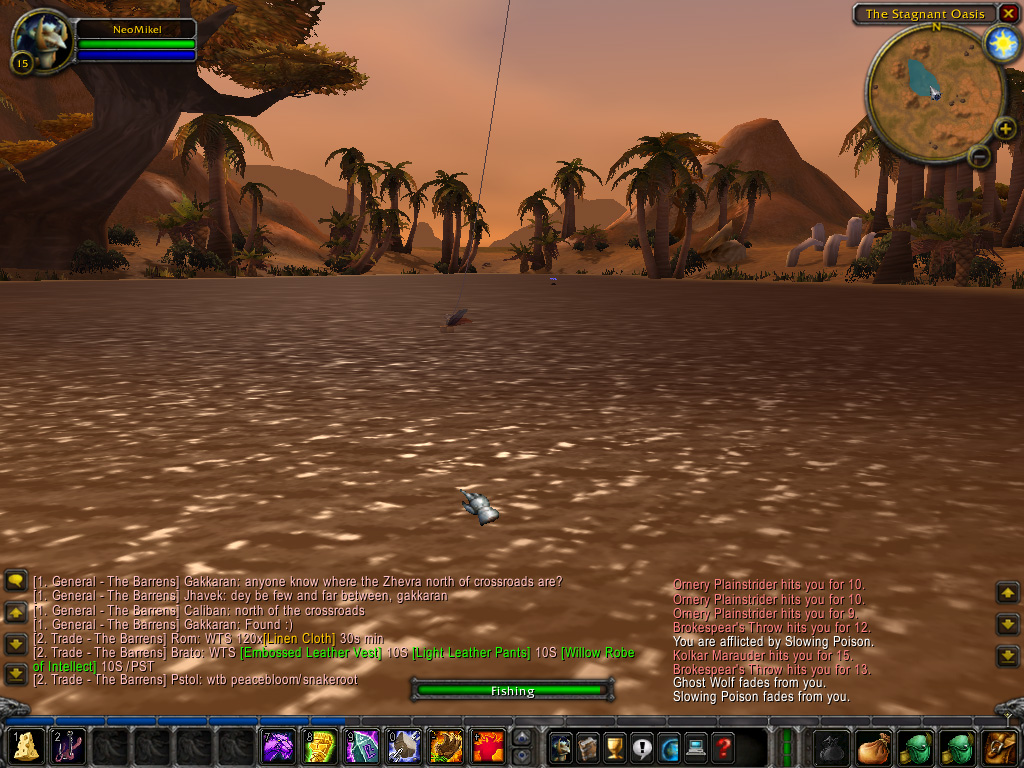 NeoMikel
15
The Stagnant Oasis
N
[1. General - The Barrens] Gakkaran: anyone know where the Zhevra north of crossroads are?
[1. General - The Barrens] Jhavek: dey be few and far between, gakkaran
[1. General - The Barrens] Caliban: north of the crossroads
[1. General - The Barrens] Gakkaran: Found :)
[2. Trade - The Barrens] Rom: WTS 120x[Linen Cloth] 30s min
[2. Trade - The Barrens] Brato: WTS [Embossed Leather Vest] 10S [Light Leather Pants] 10S [Willow Robe
of Intellect] 10S /PST
[2. Trade - The Barrens] Pstol: wtb peacebloom/snakeroot
Ornery Plainstrider hits you for 10.
Ornery Plainstrider hits you for 10.
Ornery Plainstrider hits you for 9.
Brokespear's Throw hits you for 12.
You are afflicted by Slowing Poison.
Kolkar Marauder hits you for 15.
Brokespear's Throw hits you for 13.
Ghost Wolf fades from you.
Slowing Poison fades from you.
Fishing
1 2 7 8 9 0